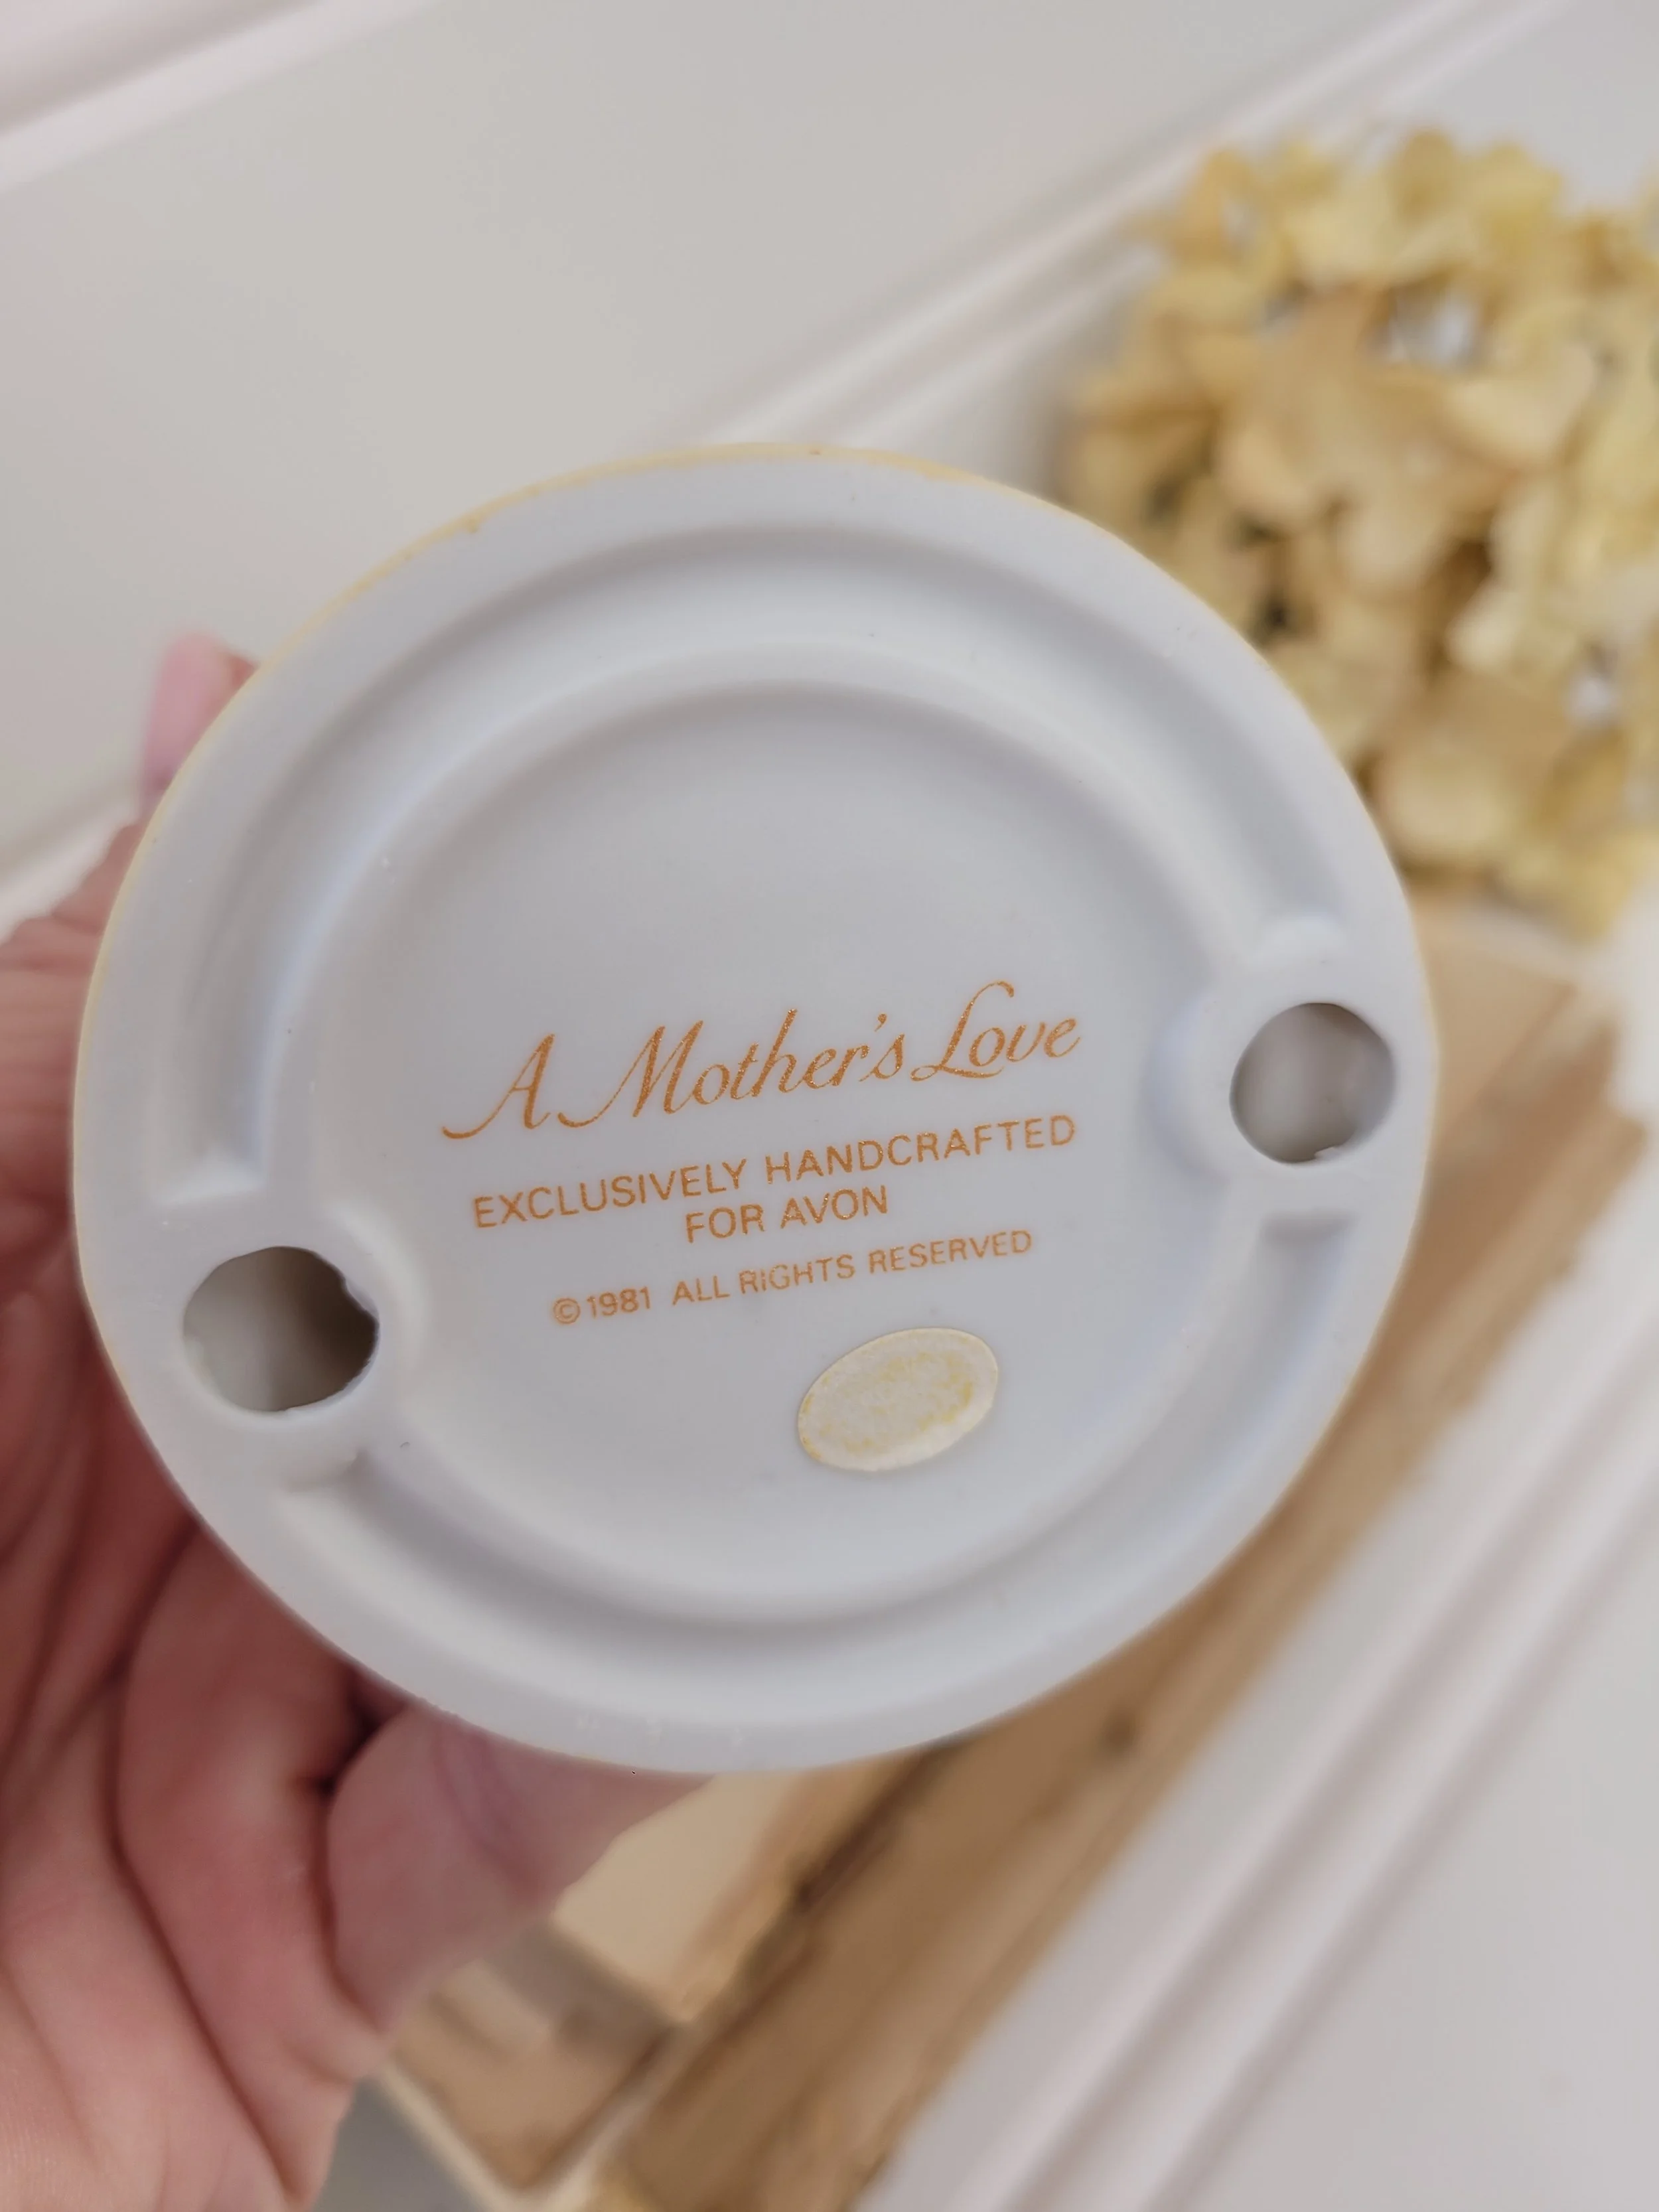 A Mother's Love
EXCLUSIVELY HANDCRAFTED
FOR AVON
©1981 ALL RIGHTS RESERVED